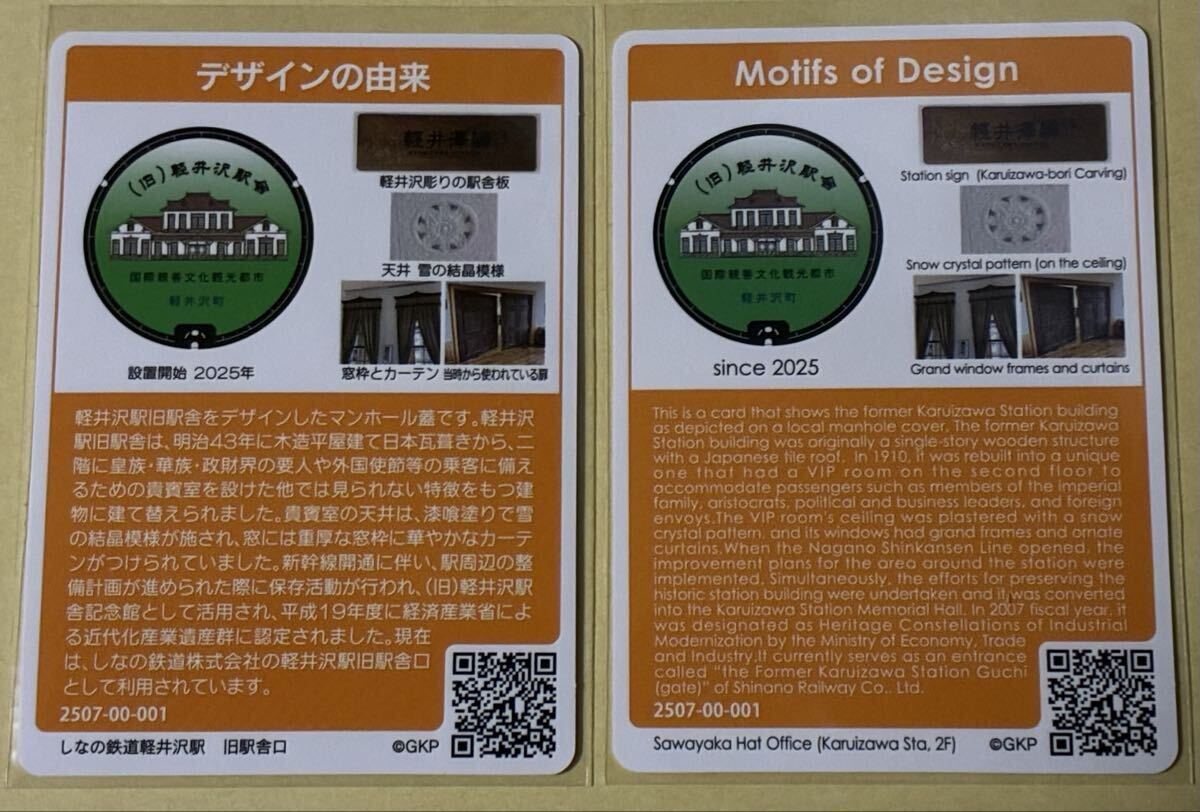 デザインの由来
軽井澤驛
(旧)軽井沢駅舎
国際親善文化観光都市
軽井沢町
軽井沢彫りの駅舎板
天井 雪の結晶模様
窓枠とカーテン 当時から使われている扉
設置開始 2025年
軽井沢駅旧駅舎をデザインしたマンホール蓋です。軽井沢
駅旧駅舎は、明治43年に木造平屋建て日本瓦葺きから、二
階に皇族・華族・政財界の要人や外国使節等の乗客に備え
るための貴賓室を設けた他では見られない特徴をもつ建
物に建て替えられました。貴賓室の天井は、漆喰塗りで雪
の結晶模様が施され、窓には重厚な窓枠に華やかなカーテ
ンがつけられていました。新幹線開通に伴い、駅周辺の整
備計画が進められた際に保存活動が行われ、(旧)軽井沢駅
舎記念館として活用され、平成19年度に経済産業省によ
る近代化産業遺産群に認定されました。現在
は、しなの鉄道株式会社の軽井沢駅旧駅舎口
として利用されています。
2507-00-001
しなの鉄道軽井沢駅 旧駅舎口
©GKP
Motifs of Design
軽井澤驛
(旧)軽井沢駅舎
国際親善文化観光都市
軽井沢町
Station sign (Karuizawa-bori Carving)
Snow crystal pattern (on the ceiling)
Grand window frames and curtains
since 2025
This is a card that shows the former Karuizawa Station building
as depicted on a local manhole cover. The former Karuizawa
Station building was originally a single-story wooden structure
with a Japanese tile roof. In 1910, it was rebuilt into a unique
one that had a VIP room on the second floor to
accommodate passengers such as members of the imperial
family, aristocrats, political and business leaders, and foreign
envoys.The VIP room's ceiling was plastered with a snow
crystal pattern, and its windows had grand frames and ornate
curtains.When the Nagano Shinkansen Line opened, the
improvement plans for the area around the station were
implemented. Simultaneously, the efforts for preserving the
historic station building were undertaken and it was converted
into the Karuizawa Station Memorial Hall. In 2007 fiscal year, it
was designated as Heritage Constellations of Industrial
Modernization by the Ministry of Economy, Trade
and Industry.It currently serves as an entrance
called "the Former Karuizawa Station Guchi
(gate)" of Shinano Railway Co., Ltd.
2507-00-001
Sawayaka Hat Office (Karuizawa Sta, 2F)
©GKP